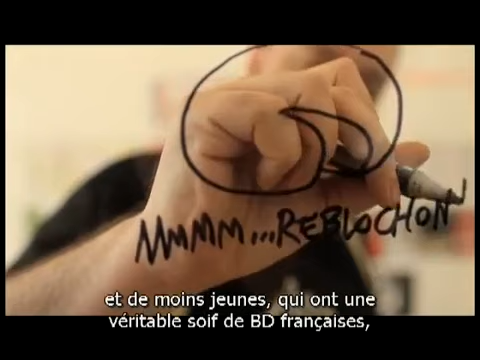 MMMM...REBLOCHON
et de moins jeunes, qui ont une
véritable soif de BD françaises,